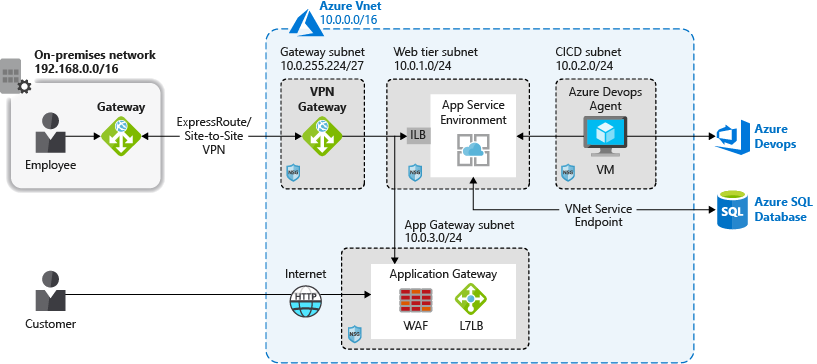 Azure Vnet
10.0.0.0/16
On-premises network
192.168.0.0/16
Gateway
Employee
ExpressRoute/
Site-to-Site
VPN
Gateway subnet
10.0.255.224/27
VPN
Gateway
NSG
Web tier subnet
10.0.1.0/24
ILB
App Service
Environment
NSG
CICD subnet
10.0.2.0/24
Azure Devops
Agent
VM
NSG
Azure
Devops
SQL
Azure SQL
Database
VNet Service
Endpoint
App Gateway subnet
10.0.3.0/24
Application Gateway
WAF
L7LB
NSG
Internet
HTTP
Customer